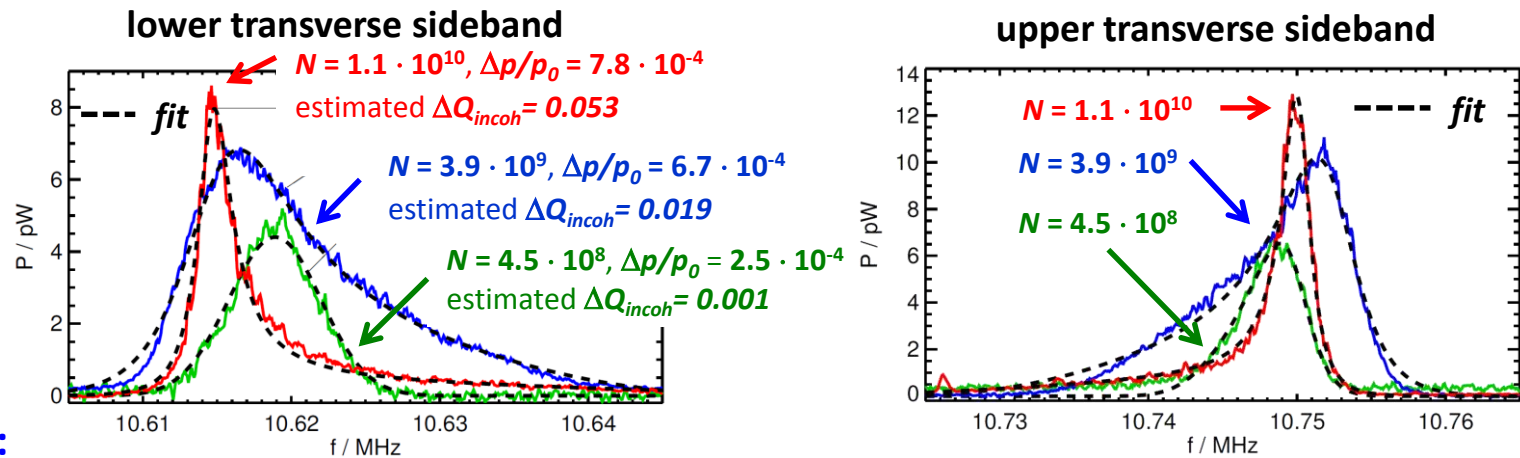 lower transverse sideband
N = 1.1 · 10¹⁰, Δp/p₀ = 7.8 · 10⁻⁴
estimated ΔQincoh= 0.053
fit
N = 3.9 · 10⁹, Δp/p₀ = 6.7 · 10⁻⁴
estimated ΔQincoh= 0.019
N = 4.5 · 10⁸, Δp/p₀ = 2.5 · 10⁻⁴
estimated ΔQincoh= 0.001
P / pW
8
6
4
2
0
10.61 10.62 10.63 10.64
f / MHz
:
upper transverse sideband
N = 1.1 · 10¹⁰
fit
N = 3.9 · 10⁹
N = 4.5 · 10⁸
P / pW
14
12
10
8
6
4
2
0
10.73 10.74 10.75 10.76
f / MHz